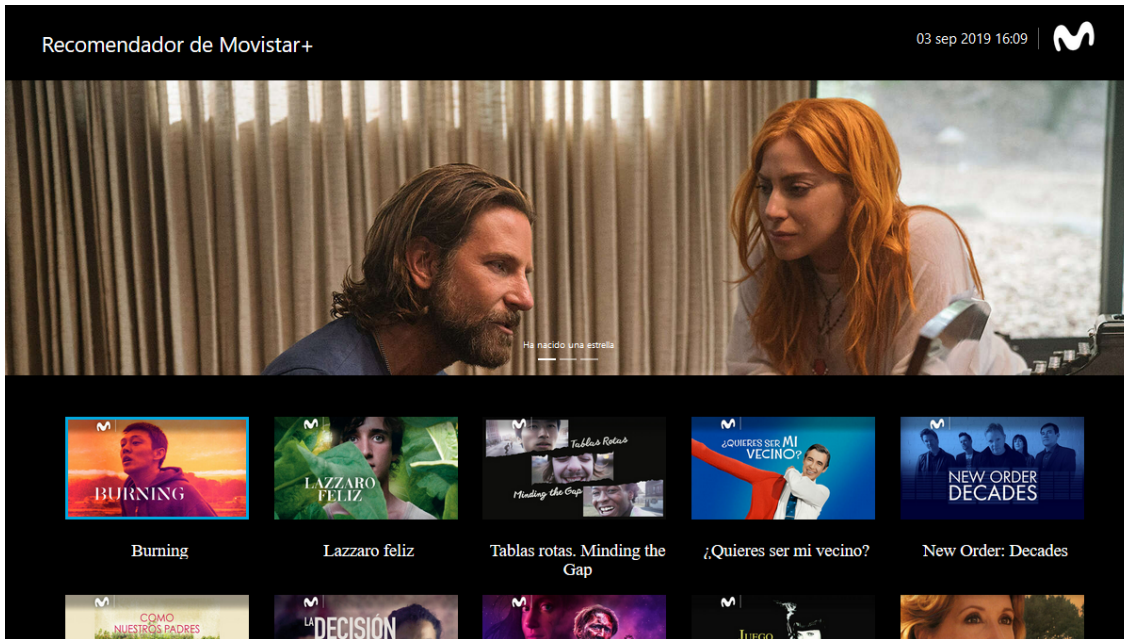 Recomendador de Movistar+
03 sep 2019 16:09
Ha nacido una estrella
BURNING
LAZZARO
FELIZ
Tablas Rotas
Minding the Gap
¿QUIERES SER MI
VECINO?
NEW ORDER
DECADES
Burning
Lazzaro feliz
Tablas rotas. Minding the
Gap
¿Quieres ser mi vecino?
New Order: Decades
COMO
NUESTROS PADRES
LA DECISIÓN
JUEGO